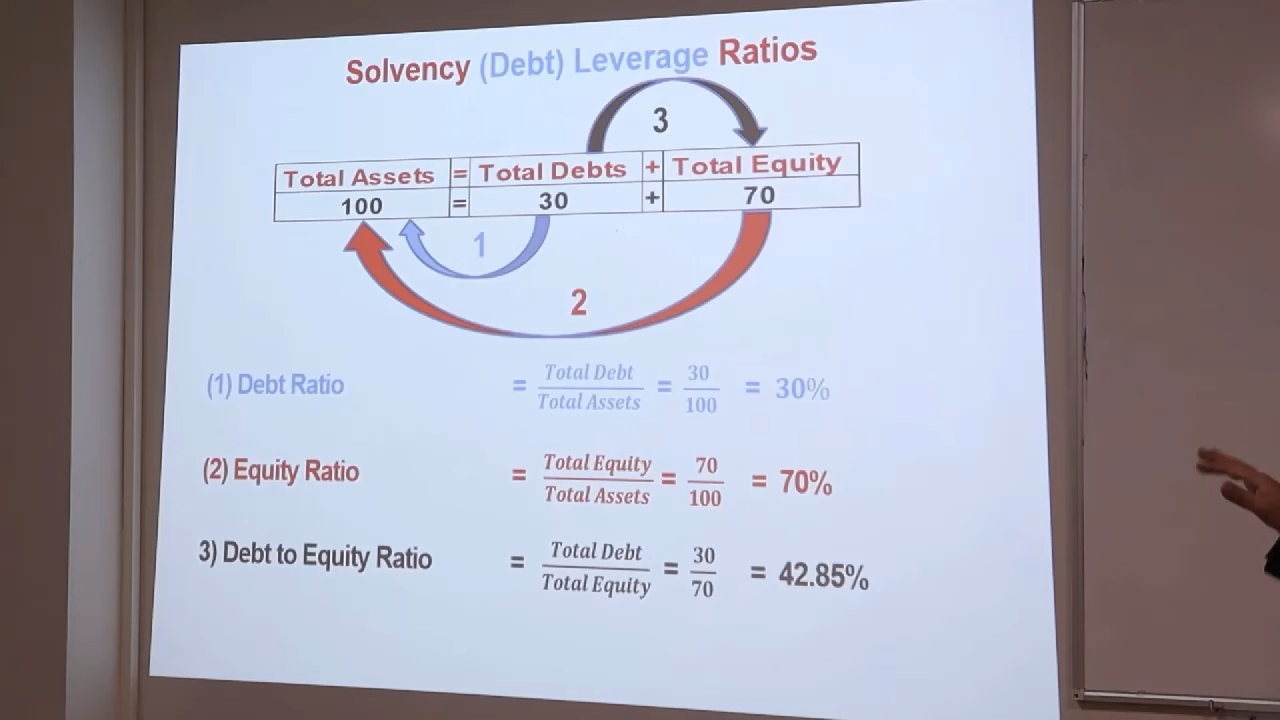 Solvency (Debt) Leverage Ratios
3
Total Assets = Total Debts + Total Equity
100 = 30 + 70
1
2
(1) Debt Ratio = Total Debt / Total Assets = 30 / 100 = 30%
(2) Equity Ratio = Total Equity / Total Assets = 70 / 100 = 70%
3) Debt to Equity Ratio = Total Debt / Total Equity = 30 / 70 = 42.85%